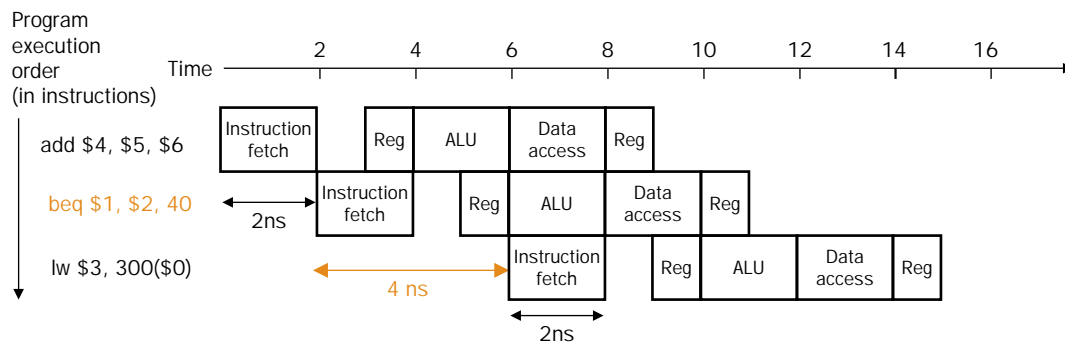 Program
execution
order
(in instructions)
Time
2 4 6 8 10 12 14 16
add $4, $5, $6
Instruction
fetch
Reg
ALU
Data
access
Reg
beq $1, $2, 40
2ns
Instruction
fetch
Reg
ALU
Data
access
Reg
lw $3, 300($0)
4 ns
Instruction
fetch
Reg
ALU
Data
access
Reg
2ns